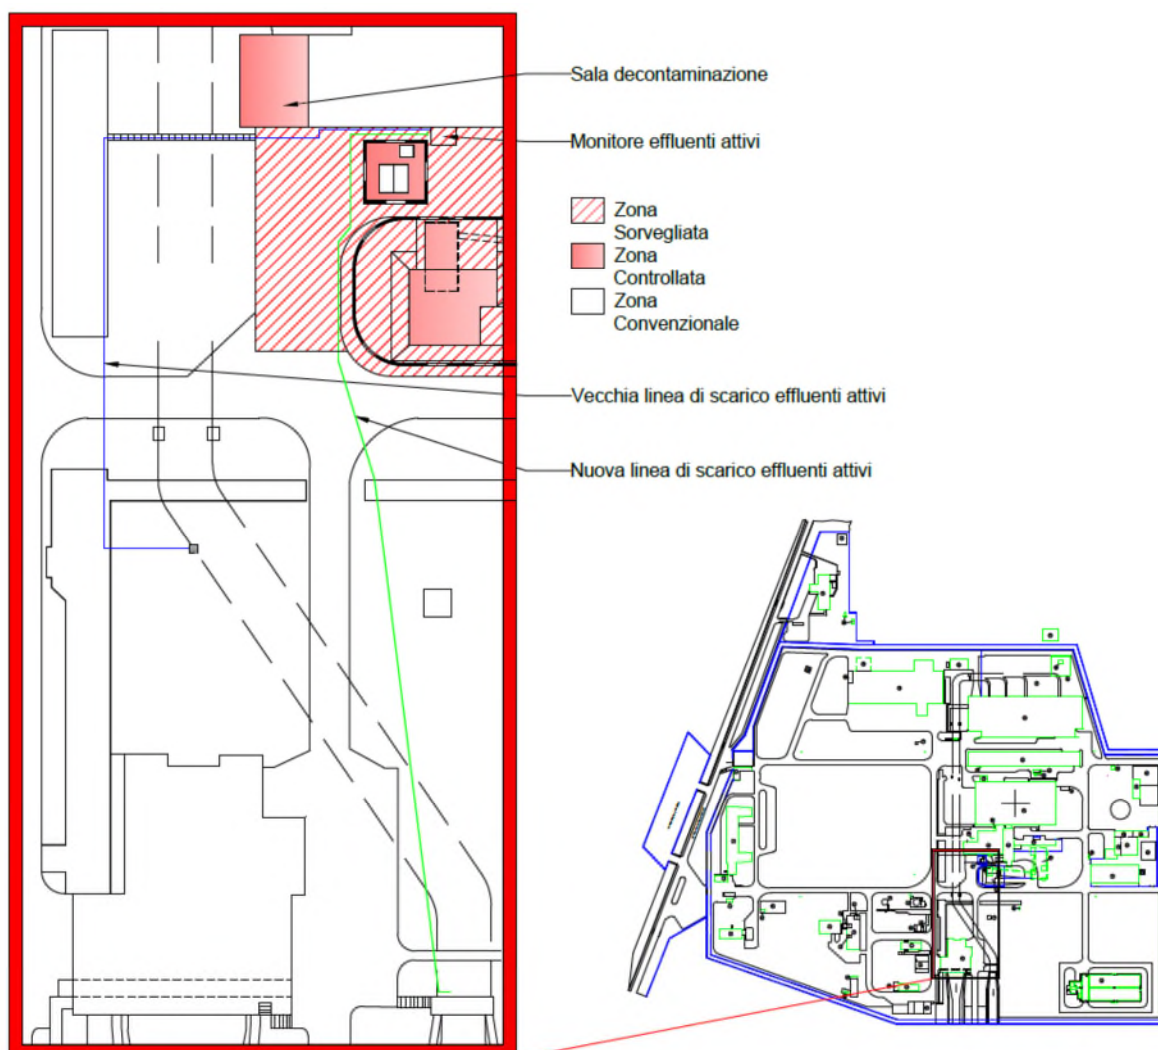 Sala decontaminazione
Monitore effluenti attivi
Zona
Sorvegliata
Zona
Controllata
Zona
Convenzionale
Vecchia linea di scarico effluenti attivi
Nuova linea di scarico effluenti attivi